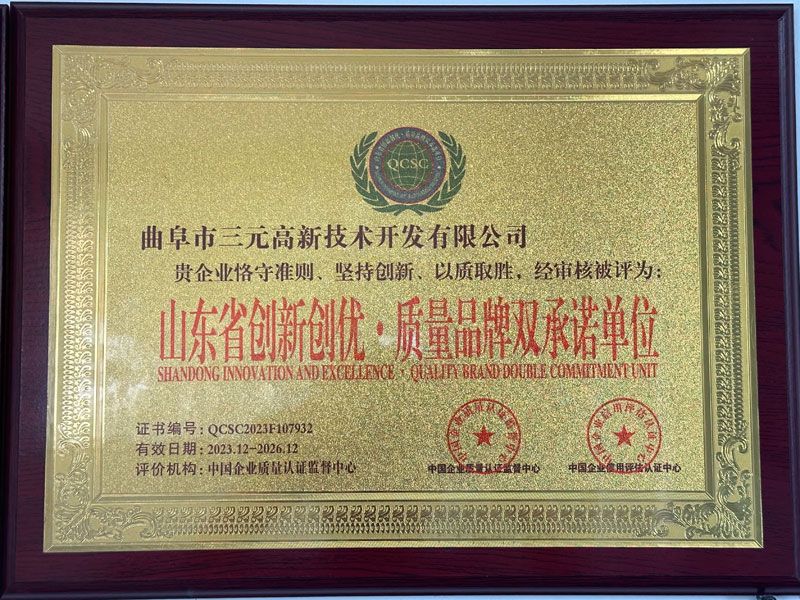 QCSC
曲阜市三元高新技术开发有限公司
贵企业恪守准则、坚持创新、以质取胜，经审核被评为：
山东省创新创优·质量品牌双承诺单位
SHANDONG INNOVATION AND EXCELLENCE · QUALITY BRAND DOUBLE COMMITMENT UNIT
证书编号：QCSC2023F107932
有效日期：2023.12-2026.12
评价机构：中国企业质量认证监督中心
中国企业质量认证监督中心
中国企业信用评估认证中心